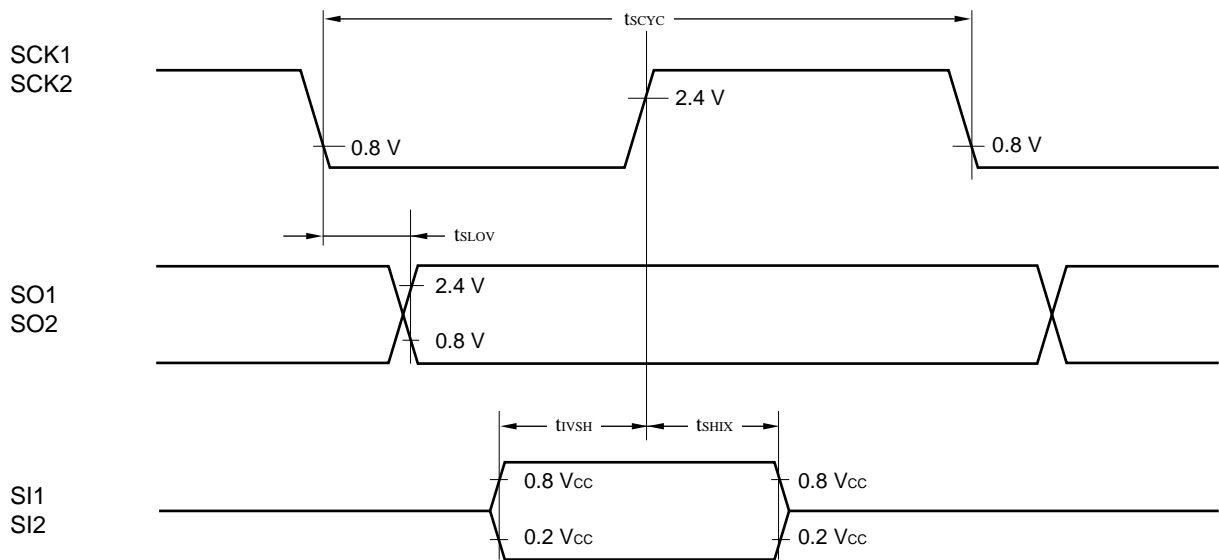 tSCYC
SCK1
SCK2
2.4 V
0.8 V
0.8 V
tSLOV
2.4 V
SO1
SO2
0.8 V
tIVSH
tSHIX
0.8 VCC
0.8 VCC
SI1
SI2
0.2 VCC
0.2 VCC